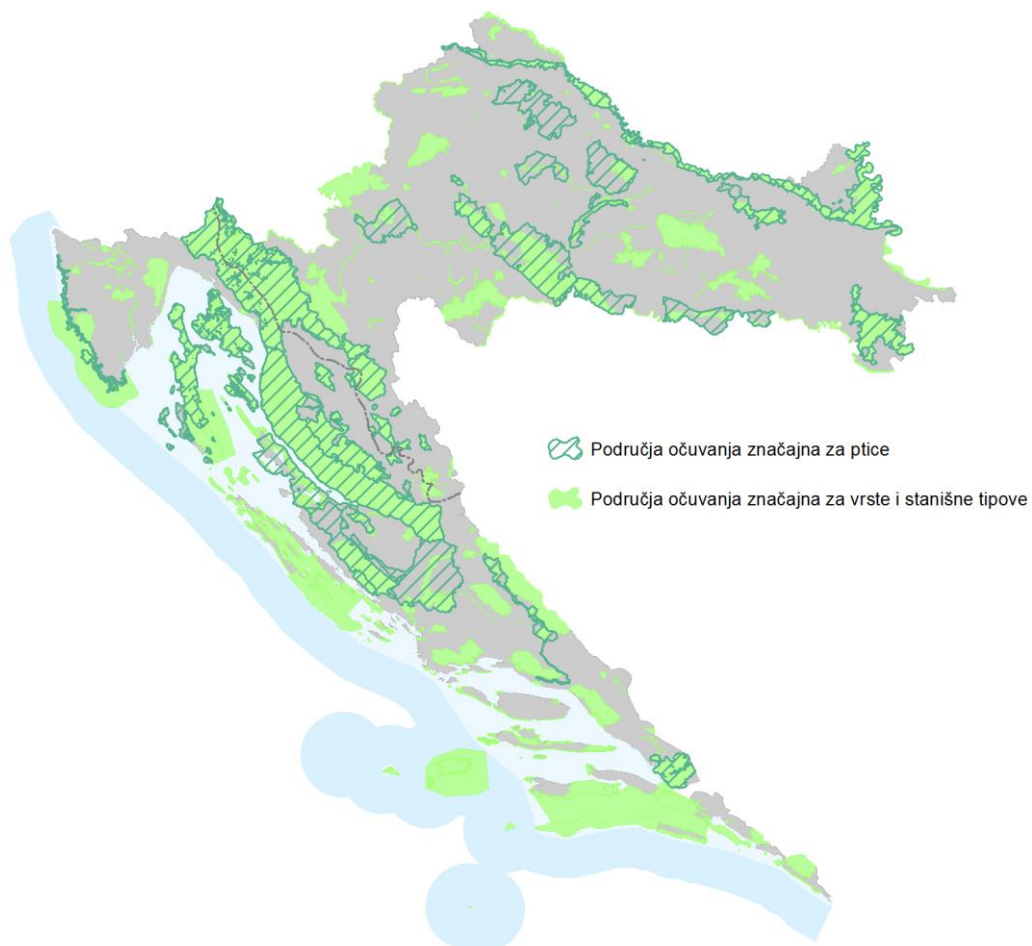 Područja očuvanja značajna za ptice
Područja očuvanja značajna za vrste i stanišne tipove